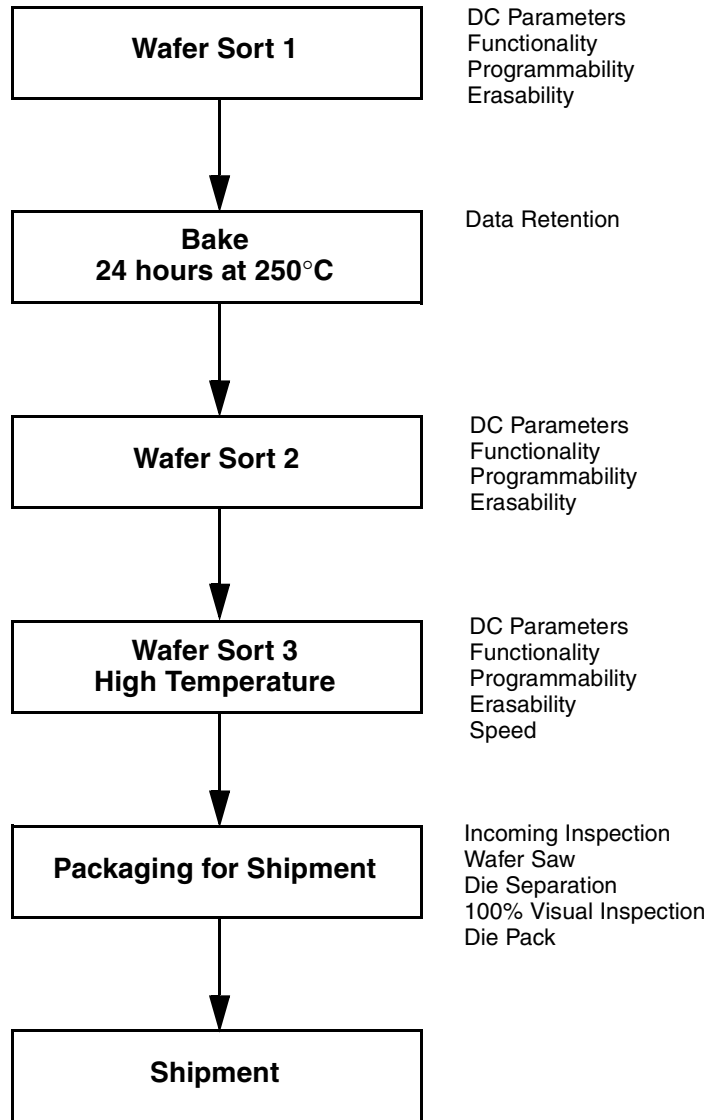 Wafer Sort 1
DC Parameters
Functionality
Programmability
Erasability
Bake
24 hours at 250°C
Data Retention
Wafer Sort 2
DC Parameters
Functionality
Programmability
Erasability
Wafer Sort 3
High Temperature
DC Parameters
Functionality
Programmability
Erasability
Speed
Packaging for Shipment
Incoming Inspection
Wafer Saw
Die Separation
100% Visual Inspection
Die Pack
Shipment